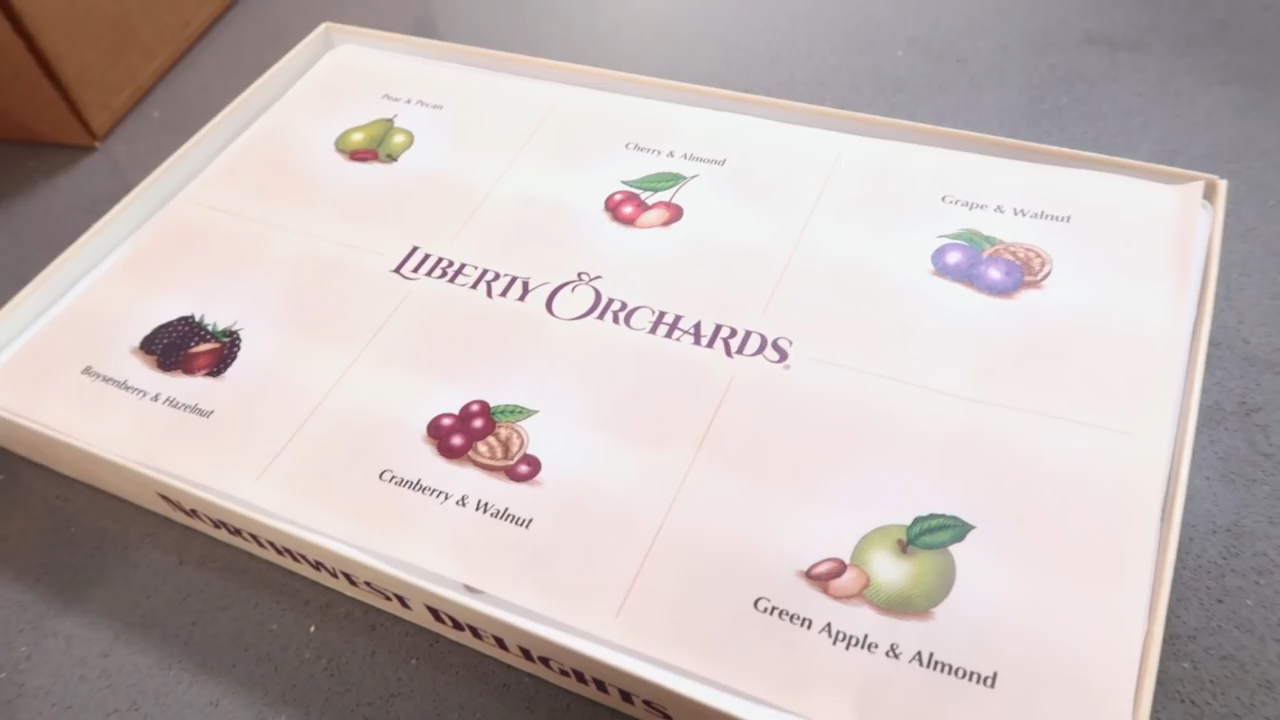 Pear & Pecan
Cherry & Almond
Grape & Walnut
LIBERTY ORCHARDS®
Boysenberry & Hazelnut
Cranberry & Walnut
Green Apple & Almond
NORTHWEST DELIGHTS